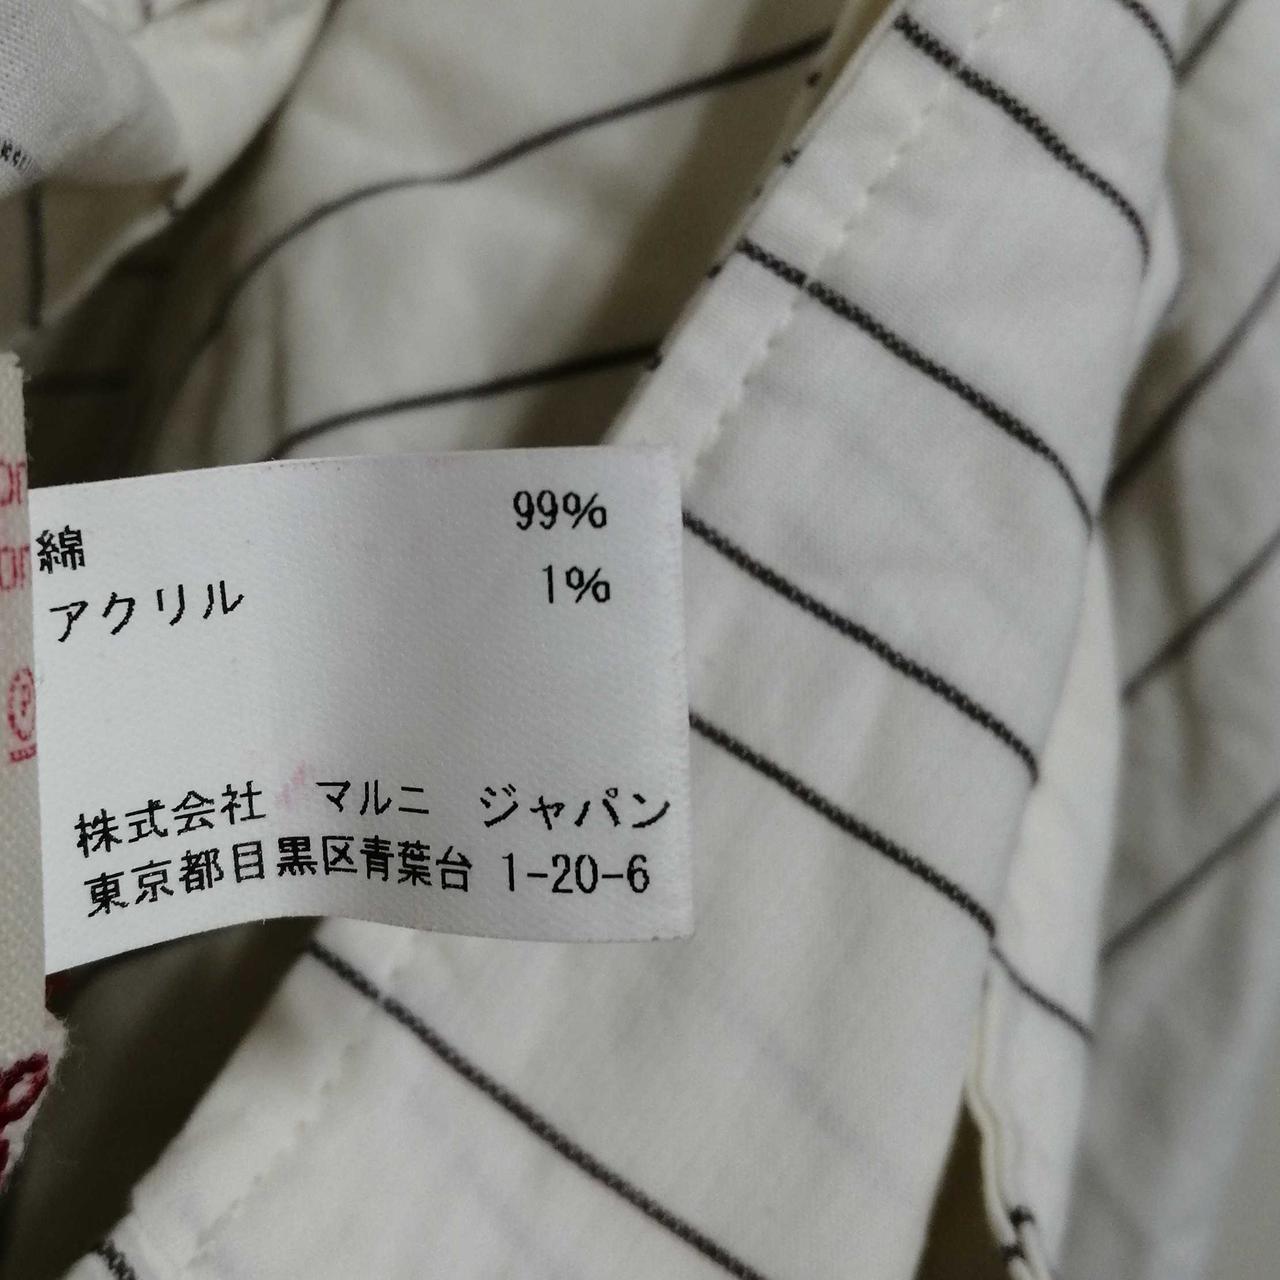 綿 99%
アクリル 1%
株式会社 マルニ ジャパン
東京都目黒区青葉台 1-20-6
P